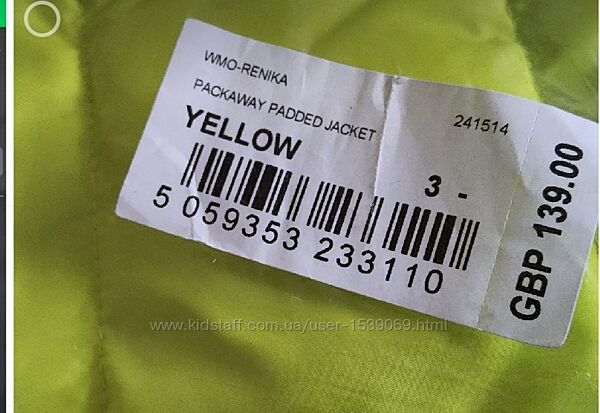 WMO-RENIKA
PACKAWAY PADDED JACKET
241514
YELLOW
3 -
5 059353 233110
GBP 139.00
www.kidstaff.com.ua/user-1539069.html